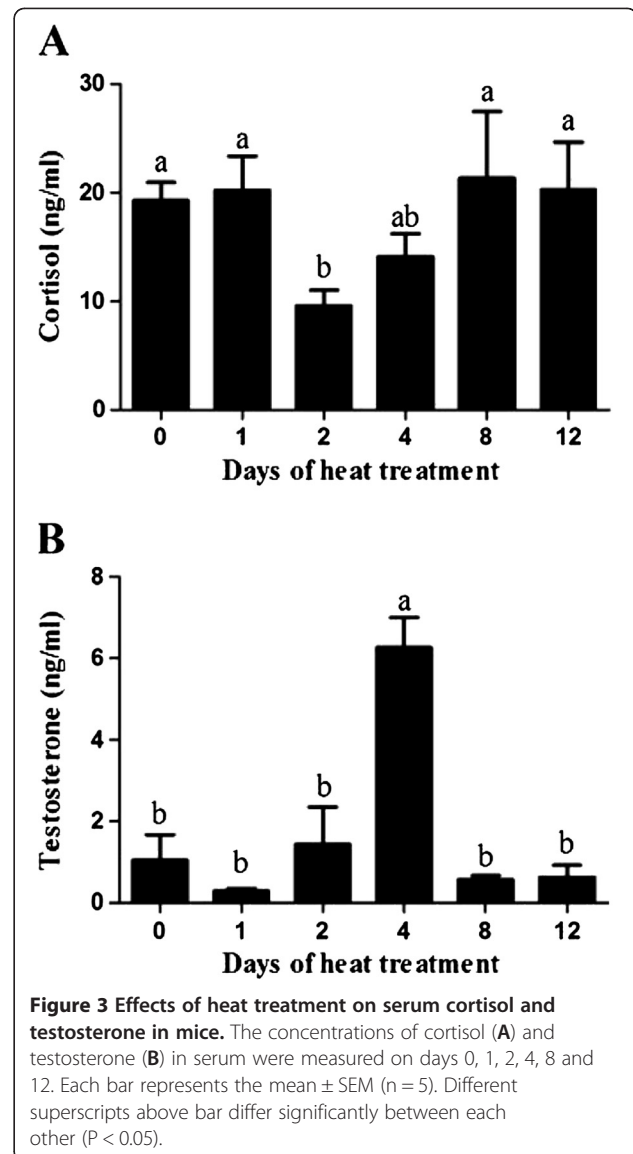 A
30
20
10
0
Cortisol (ng/ml)
a
a
b
ab
a
a
0 1 2 4 8 12
Days of heat treatment
B
8
6
4
2
0
Testosterone (ng/ml)
b
b
b
a
b
b
0 1 2 4 8 12
Days of heat treatment
Figure 3 Effects of heat treatment on serum cortisol and
testosterone in mice. The concentrations of cortisol (A) and
testosterone (B) in serum were measured on days 0, 1, 2, 4, 8 and
12. Each bar represents the mean ± SEM (n = 5). Different
superscripts above bar differ significantly between each
other (P < 0.05).